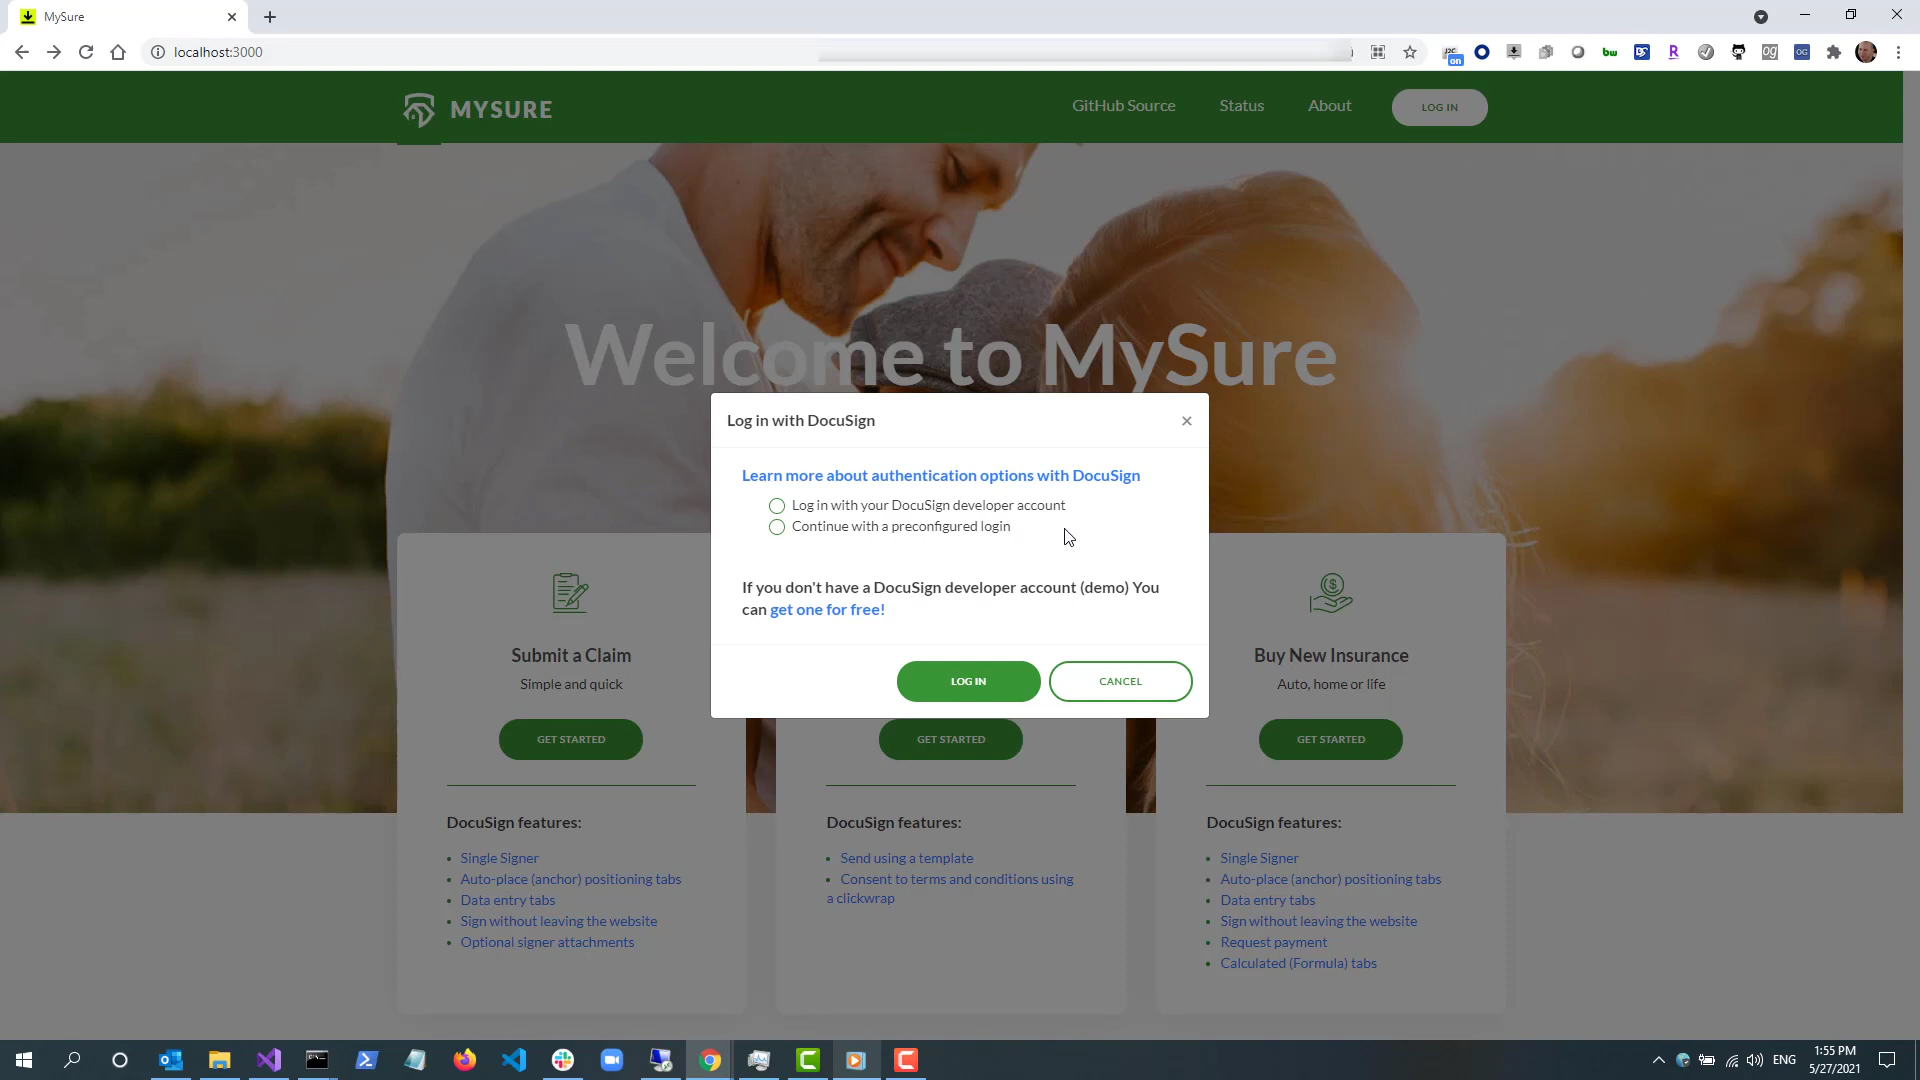 MySure
localhost:3000
on
bw
R
og
OG
MYSURE
GitHub Source
Status
About
LOG IN
Welcome to MySure
Log in with DocuSign
Learn more about authentication options with DocuSign
Log in with your DocuSign developer account
Continue with a preconfigured login
If you don't have a DocuSign developer account (demo) You
can get one for free!
LOG IN
CANCEL
Submit a Claim
Simple and quick
GET STARTED
DocuSign features:
Single Signer
Auto-place (anchor) positioning tabs
Data entry tabs
Sign without leaving the website
Optional signer attachments
GET STARTED
DocuSign features:
Send using a template
Consent to terms and conditions using
a clickwrap
Buy New Insurance
Auto, home or life
GET STARTED
DocuSign features:
Single Signer
Auto-place (anchor) positioning tabs
Data entry tabs
Sign without leaving the website
Request payment
Calculated (Formula) tabs
ENG
1:55 PM
5/27/2021